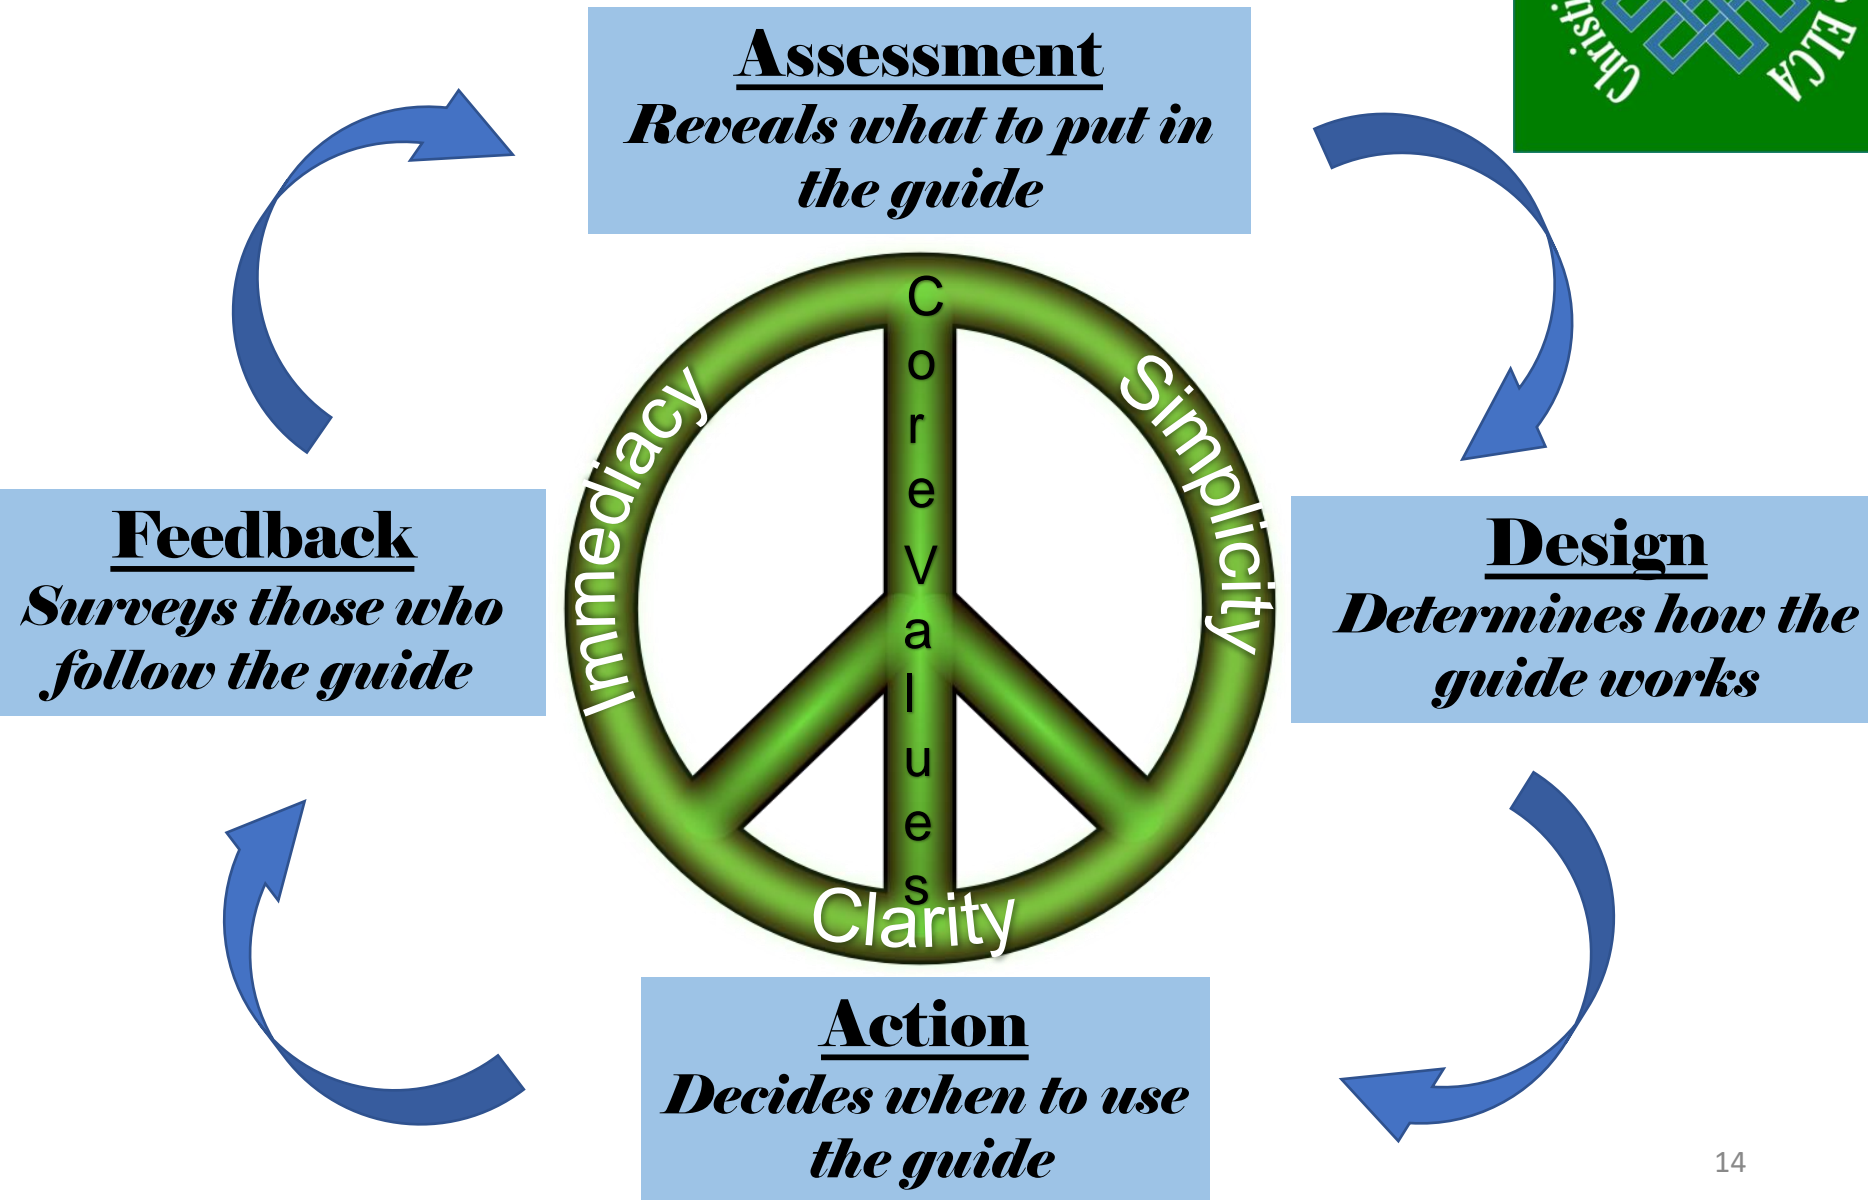 Assessment
Reveals what to put in
the guide
ELCA
Core Values
Immediacy
Simplicity
Clarity
Feedback
Surveys those who
follow the guide
Design
Determines how the
guide works
Action
Decides when to use
the guide
14